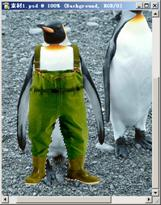 素材1.psd @ 100% (Background, RGB/8)